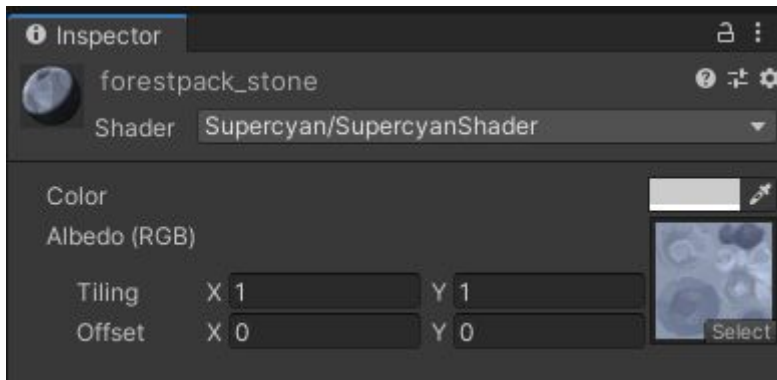 Inspector
forestpack_stone
Shader Supercyan/SupercyanShader
Color
Albedo (RGB)
Tiling X 1 Y 1
Offset X 0 Y 0
Select